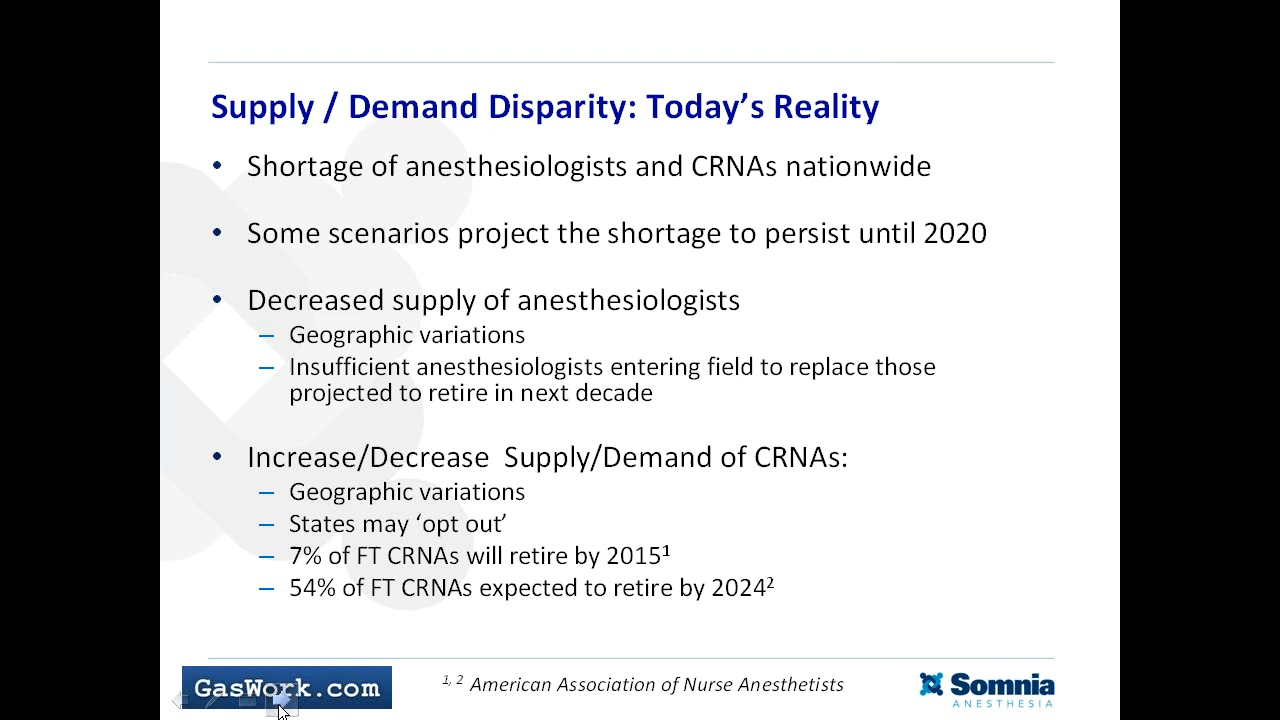 Supply / Demand Disparity: Today’s Reality
• Shortage of anesthesiologists and CRNAs nationwide
• Some scenarios project the shortage to persist until 2020
• Decreased supply of anesthesiologists
– Geographic variations
– Insufficient anesthesiologists entering field to replace those
projected to retire in next decade
• Increase/Decrease  Supply/Demand of CRNAs:
– Geographic variations
– States may ‘opt out’
– 7% of FT CRNAs will retire by 2015¹
– 54% of FT CRNAs expected to retire by 2024²
GasWork.com
¹, ² American Association of Nurse Anesthetists
Somnia
ANESTHESIA